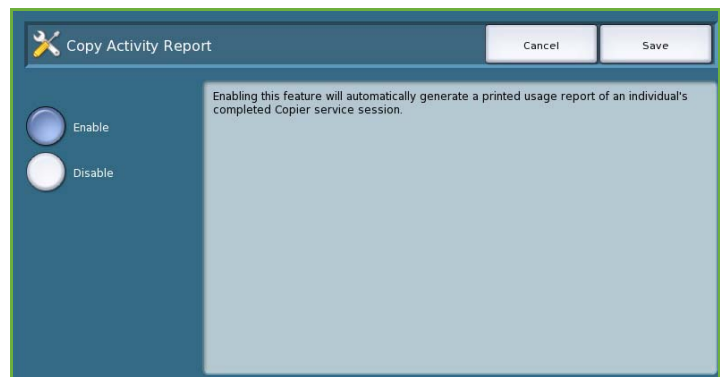 Copy Activity Report
Cancel
Save
Enabling this feature will automatically generate a printed usage report of an individual's
completed Copier service session.
Enable
Disable